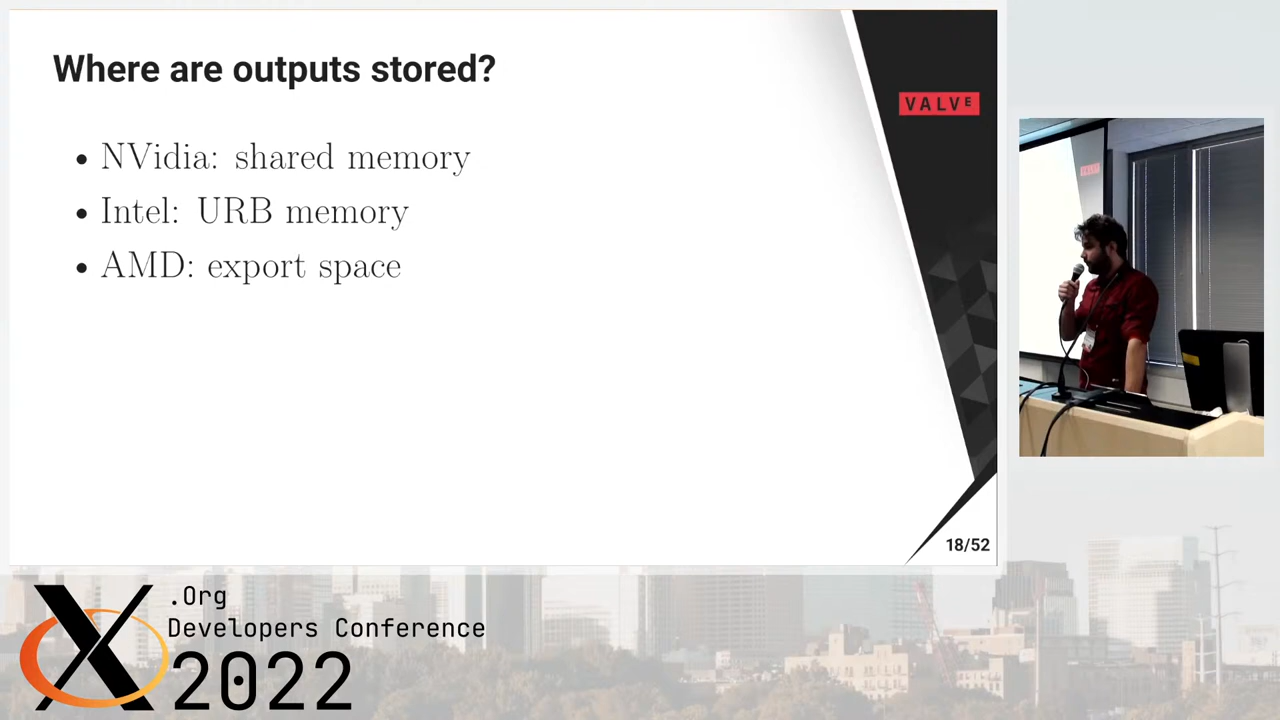 Where are outputs stored?
VALVE
• NVidia: shared memory
• Intel: URB memory
• AMD: export space
18/52
X.Org
Developers Conference
2022